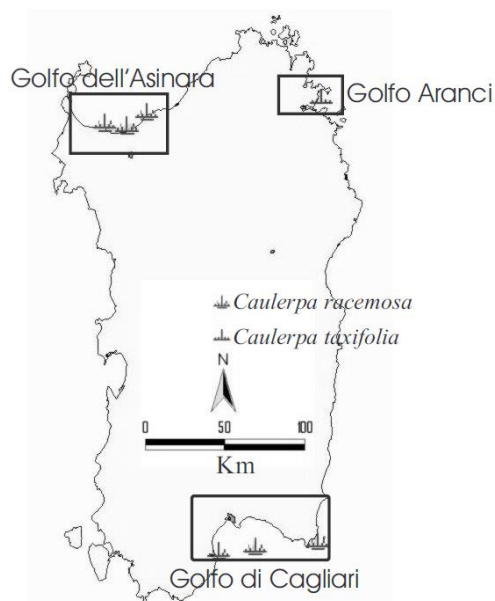 Golfo dell'Asinara
Golfo Aranci
Caulerpa racemosa
Caulerpa taxifolia
N
0 50 100
Km
Golfo di Cagliari